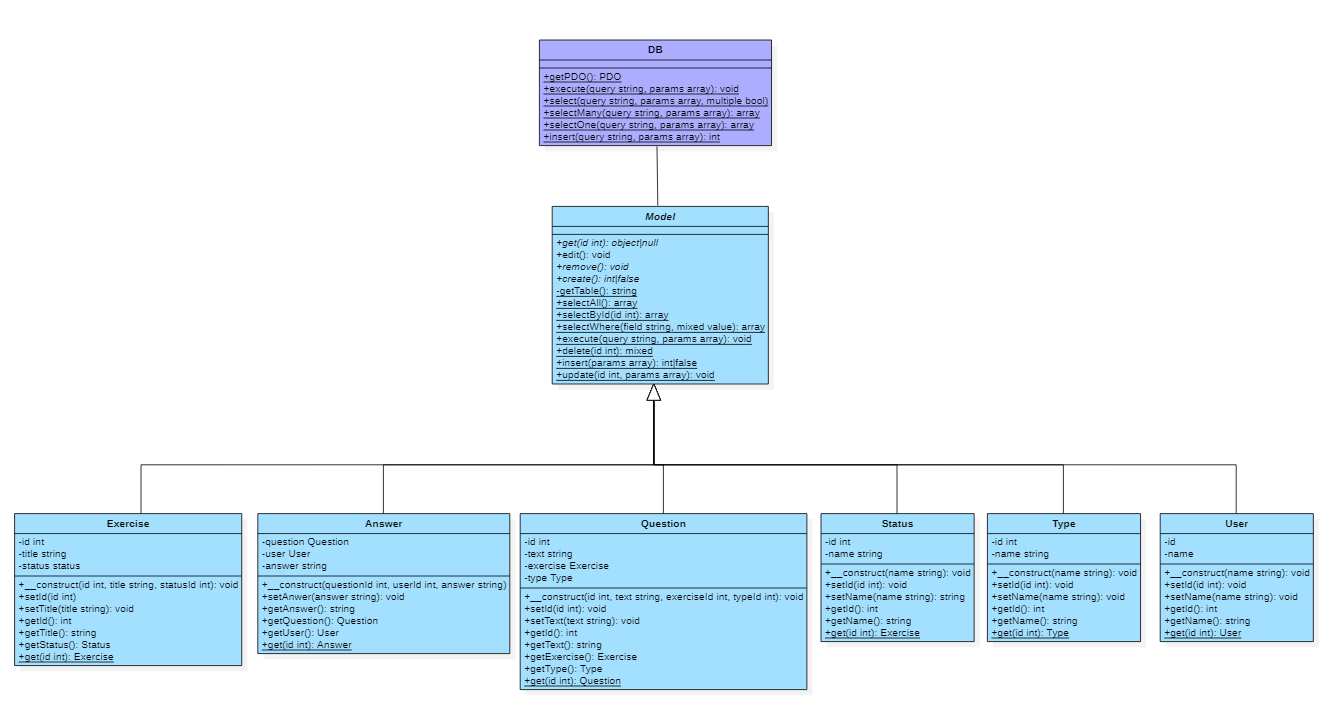 DB
+getPDO(): PDO
+execute(query string, params array): void
+select(query string, params array, multiple bool)
+selectMany(query string, params array): array
+selectOne(query string, params array): array
+insert(query string, params array): int
Model
+get(id int): object|null
+edit(): void
+remove(): void
+create(): int|false
-getTable(): string
+selectAll(): array
+selectById(id int): array
+selectWhere(field string, mixed value): array
+execute(query string, params array): void
+delete(id int): mixed
+insert(params array): int|false
+update(id int, params array): void
Exercise
-id int
-title string
-status status
+__construct(id int, title string, statusId int): void
+setId(id int)
+setTitle(title string): void
+getId(): int
+getTitle(): string
+getStatus(): Status
+get(id int): Exercise
Answer
-question Question
-user User
-answer string
+__construct(questionId int, userId int, answer string)
+setAnwer(answer string): void
+getAnswer(): string
+getQuestion(): Question
+getUser(): User
+get(id int): Answer
Question
-id int
-text string
-exercise Exercise
-type Type
+__construct(id int, text string, exerciseId int, typeId int): void
+setId(id int): void
+setText(text string): void
+getId(): int
+getText(): string
+getExercise(): Exercise
+getType(): Type
+get(id int): Question
Status
-id int
-name string
+__construct(name string): void
+setId(id int): void
+setName(name string): string
+getId(): int
+getName(): string
+get(id int): Exercise
Type
-id int
-name string
+__construct(name string): void
+setId(id int): void
+setName(name string): void
+getId(): int
+getName(): string
+get(id int): Type
User
-id
-name
+__construct(name string): void
+setId(id int): void
+setName(name string): void
+getId(): int
+getName(): string
+get(id int): User